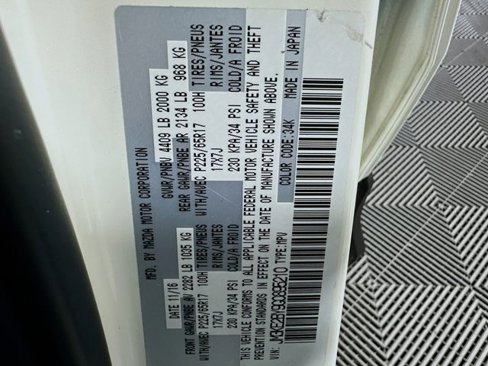 MFD. BY MAZDA MOTOR CORPORATION
DATE 11/16 GVWR/PNBV 4409 LB 2000 KG
FRONT GAWR/PNBE AV 2282 LB 1035 KG REAR GAWR/PNBE AR 2134 LB 968 KG
WITH/AVEC P225/65R17 100H TIRES/PNEUS WITH/AVEC P225/65R17 100H TIRES/PNEUS
17X7J RIMS/JANTES 17X7J RIMS/JANTES
230 KPA/34 PSI COLD/A FROID 230 KPA/34 PSI COLD/A FROID
THIS VEHICLE CONFORMS TO ALL APPLICABLE FEDERAL MOTOR VEHICLE SAFETY AND THEFT
PREVENTION STANDARDS IN EFFECT ON THE DATE OF MANUFACTURE SHOWN ABOVE.
VIN: TYPE:MPV COLOR CODE:34K MADE IN JAPAN